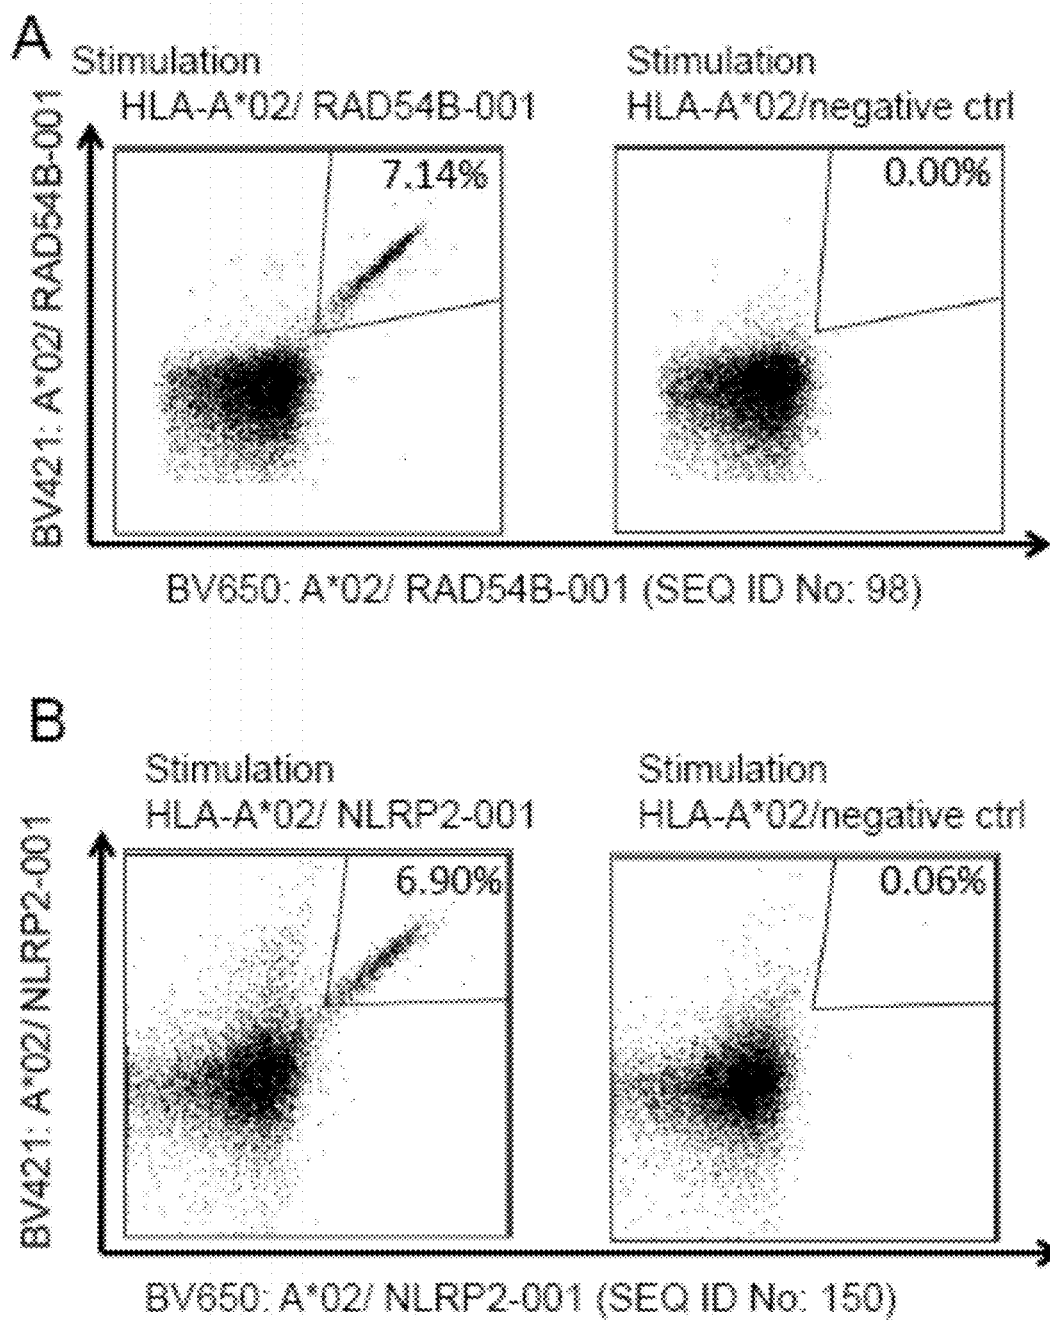 A
Stimulation
HLA-A*02/ RAD54B-001
Stimulation
HLA-A*02/negative ctrl
BV421: A*02/ RAD54B-001
7.14%
0.00%
BV650: A*02/ RAD54B-001 (SEQ ID No: 98)
B
Stimulation
HLA-A*02/ NLRP2-001
Stimulation
HLA-A*02/negative ctrl
BV421: A*02/ NLRP2-001
6.90%
0.06%
BV650: A*02/ NLRP2-001 (SEQ ID No: 150)